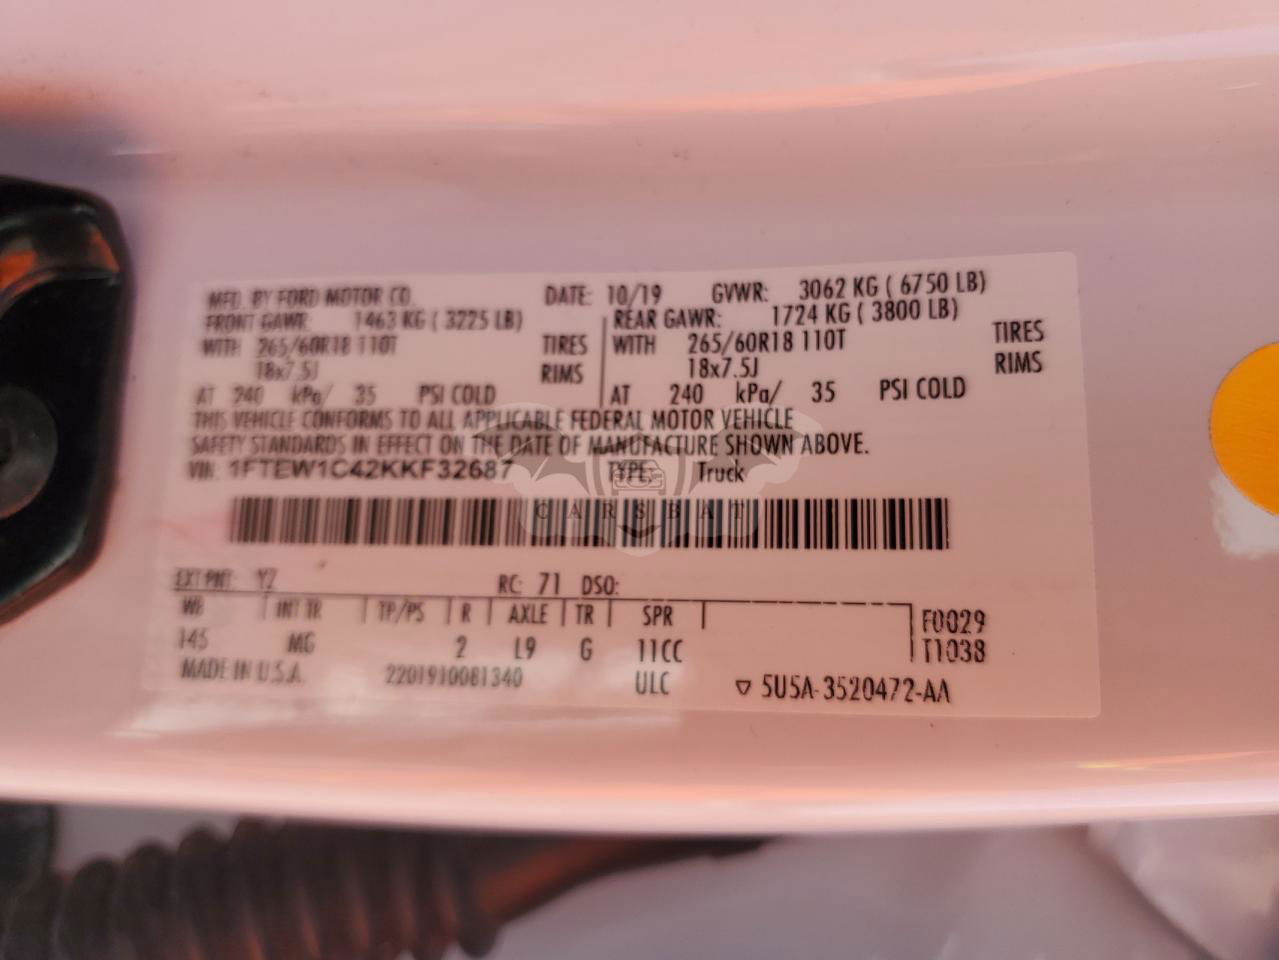 MFD. BY FORD MOTOR CO. DATE: 10/19 GVWR: 3062 KG ( 6750 LB)
FRONT GAWR: 1463 KG ( 3225 LB) REAR GAWR: 1724 KG ( 3800 LB)
WITH 265/60R18 110T TIRES WITH 265/60R18 110T TIRES
18x7.5J RIMS 18x7.5J RIMS
AT 240 kPa/ 35 PSI COLD AT 240 kPa/ 35 PSI COLD
THIS VEHICLE CONFORMS TO ALL APPLICABLE FEDERAL MOTOR VEHICLE
SAFETY STANDARDS IN EFFECT ON THE DATE OF MANUFACTURE SHOWN ABOVE.
VIN: 1FTEW1C42KKF32687 TYPE: Truck
CARSBAT
EXT PNT: YZ RC: 71 DSO:
WB INT TR TP/PS R AXLE TR SPR F0029
145 MG 2 L9 G 11CC T1038
MADE IN U.S.A. 2201910081340 ULC ▽ 5U5A-3520472-AA